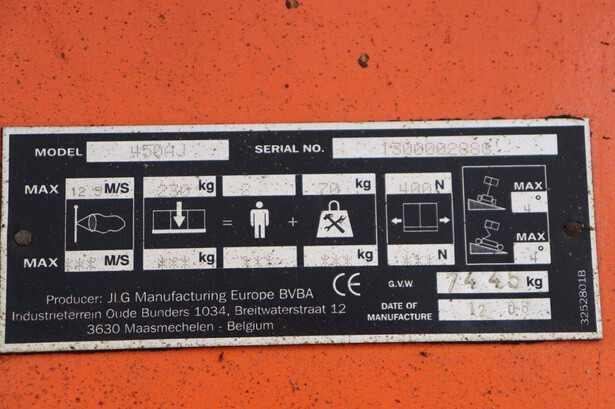 MODEL 450AJ SERIAL NO.
MAX M/S 230 kg 2 70 kg 400 N MAX 4°
= +
MAX *** M/S *** kg *** *** kg *** N MAX 4°
Producer: JLG Manufacturing Europe BVBA
Industrieterrein Oude Bunders 1034, Breitwaterstraat 12
3630 Maasmechelen - Belgium
CE
G.V.W 7445 kg
DATE OF
MANUFACTURE 12
3252801B